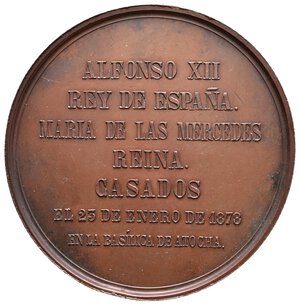 ALFONSO XII
REY DE ESPAÑA.
MARIA DE LAS MERCEDES
REINA.
CASADOS
EL 23 DE ENERO DE 1878
EN LA BASÍLICA DE ATOCHA.